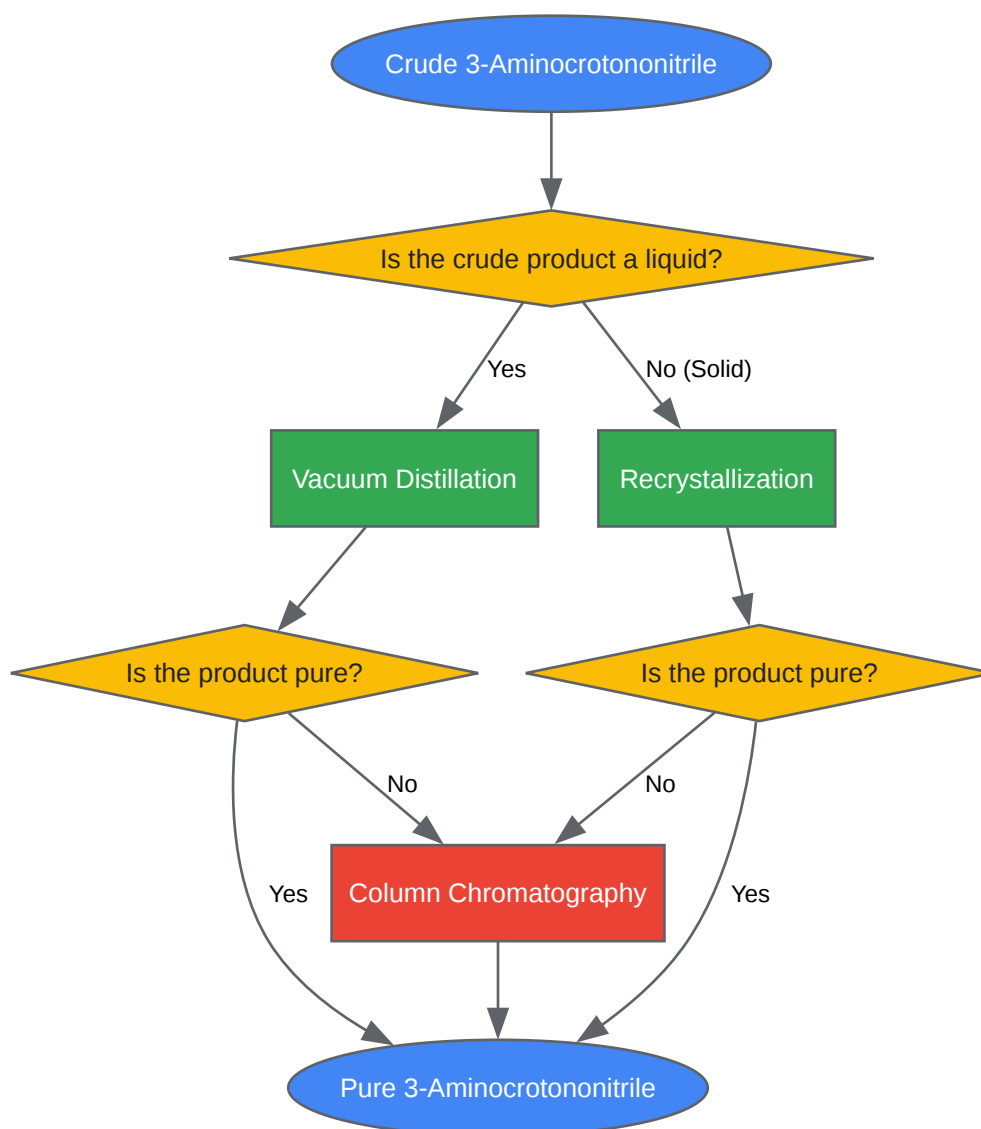 Crude 3-Aminocrotononitrile
Is the crude product a liquid?
Yes
No (Solid)
Vacuum Distillation
Recrystallization
Is the product pure?
Is the product pure?
No
No
Yes
Column Chromatography
Yes
Pure 3-Aminocrotononitrile